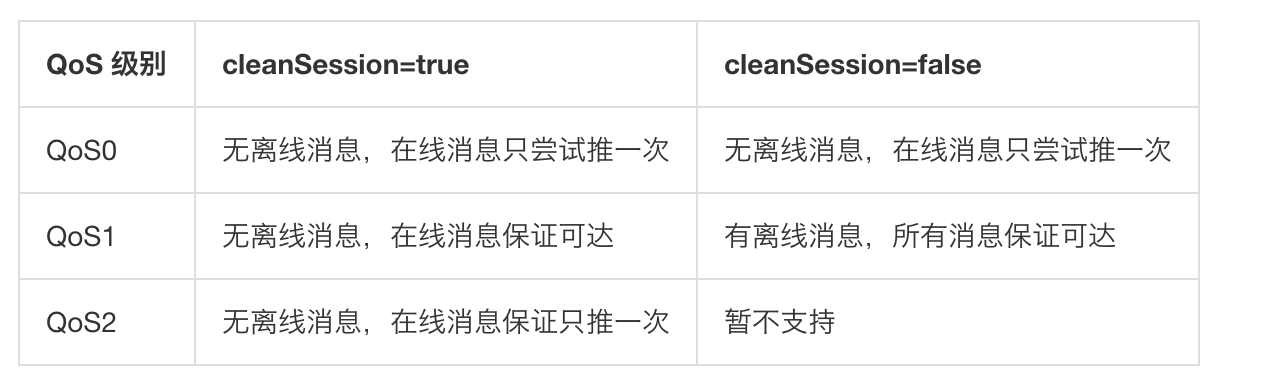 QoS 级别 cleanSession=true cleanSession=false
QoS0 无离线消息，在线消息只尝试推一次 无离线消息，在线消息只尝试推一次
QoS1 无离线消息，在线消息保证可达 有离线消息，所有消息保证可达
QoS2 无离线消息，在线消息保证只推一次 暂不支持